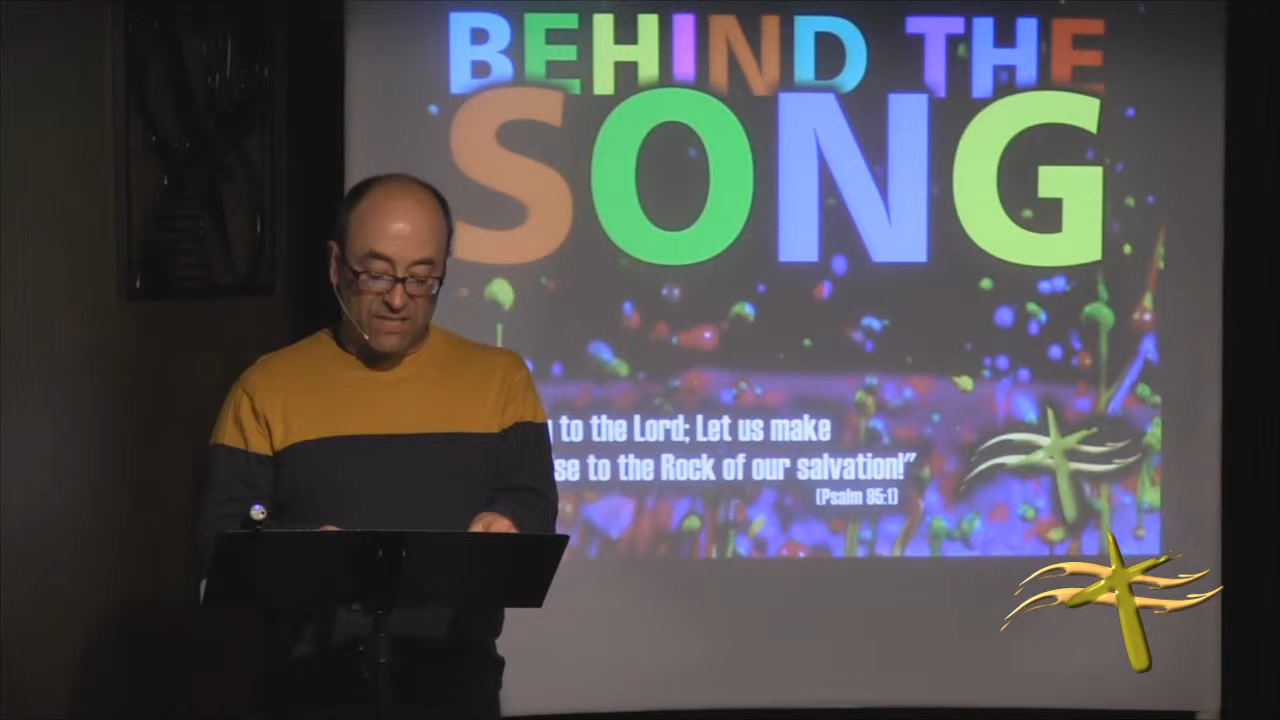 BEHIND THE
SONG
to the Lord; Let us make
to the Rock of our salvation!"
(Psalm 95:1)